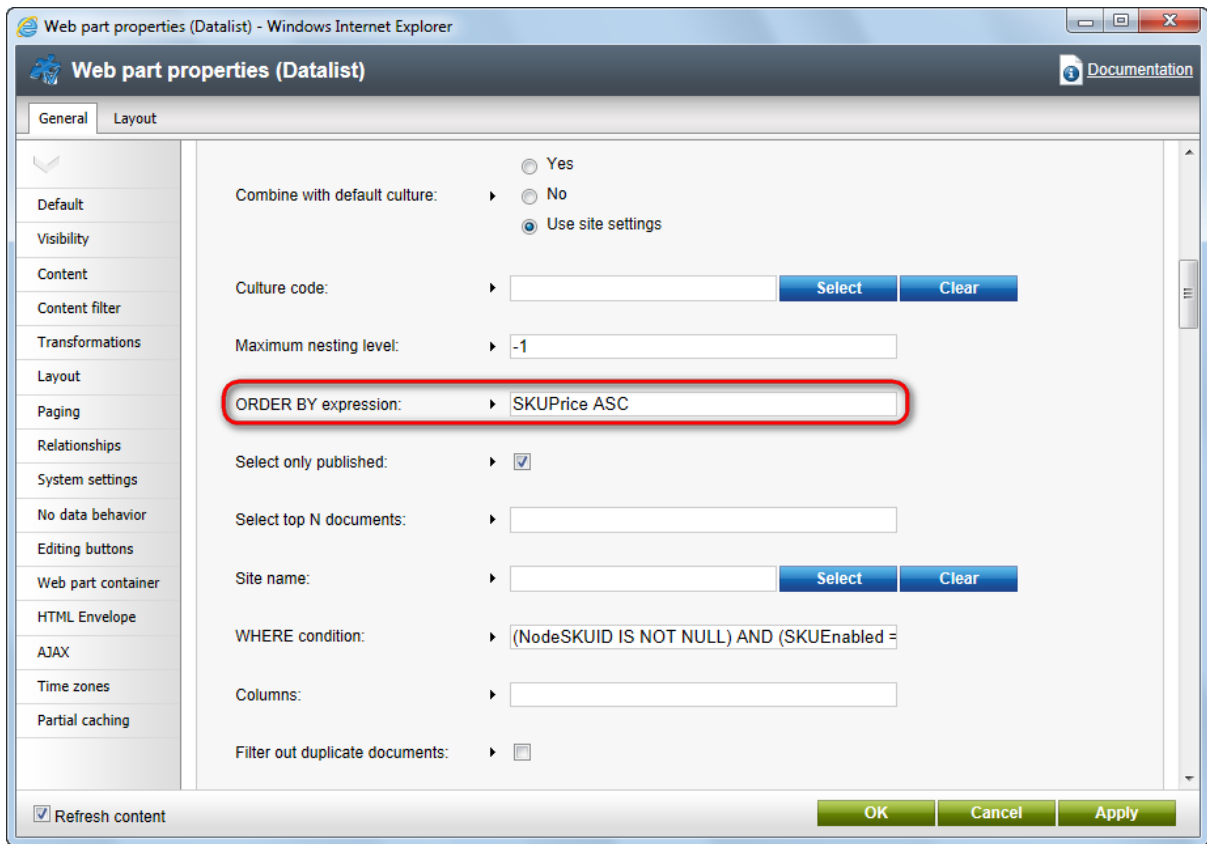 Web part properties (Datalist) - Windows Internet Explorer
Web part properties (Datalist)
Documentation
General
Layout
Default
Visibility
Content
Content filter
Transformations
Layout
Paging
Relationships
System settings
No data behavior
Editing buttons
Web part container
HTML Envelope
AJAX
Time zones
Partial caching
Yes
Combine with default culture:
No
Use site settings
Culture code:
Select
Clear
Maximum nesting level:
-1
ORDER BY expression:
SKUPrice ASC
Select only published:
Select top N documents:
Site name:
Select
Clear
WHERE condition:
(NodeSKUID IS NOT NULL) AND (SKUEnabled =
Columns:
Filter out duplicate documents:
Refresh content
OK
Cancel
Apply